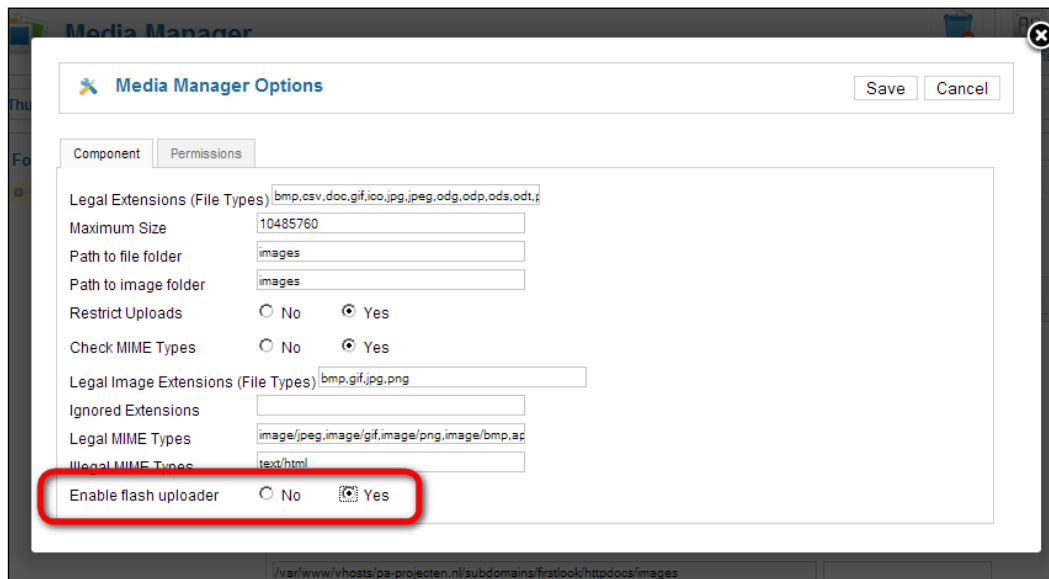 Media Manager
Media Manager Options
Save
Cancel
Thu
Fo
Component
Permissions
Legal Extensions (File Types) bmp,csv,doc,gif,ico,jpg,jpeg,odg,odp,ods,odt,p
Maximum Size 10485760
Path to file folder images
Path to image folder images
Restrict Uploads No Yes
Check MIME Types No Yes
Legal Image Extensions (File Types) bmp,gif,jpg,png
Ignored Extensions
Legal MIME Types image/jpeg,image/gif,image/png,image/bmp,ap
Illegal MIME Types text/html
Enable flash uploader No Yes
/var/www/vhosts/pa-projecten.nl/subdomains/firstlook/httpdocs/images